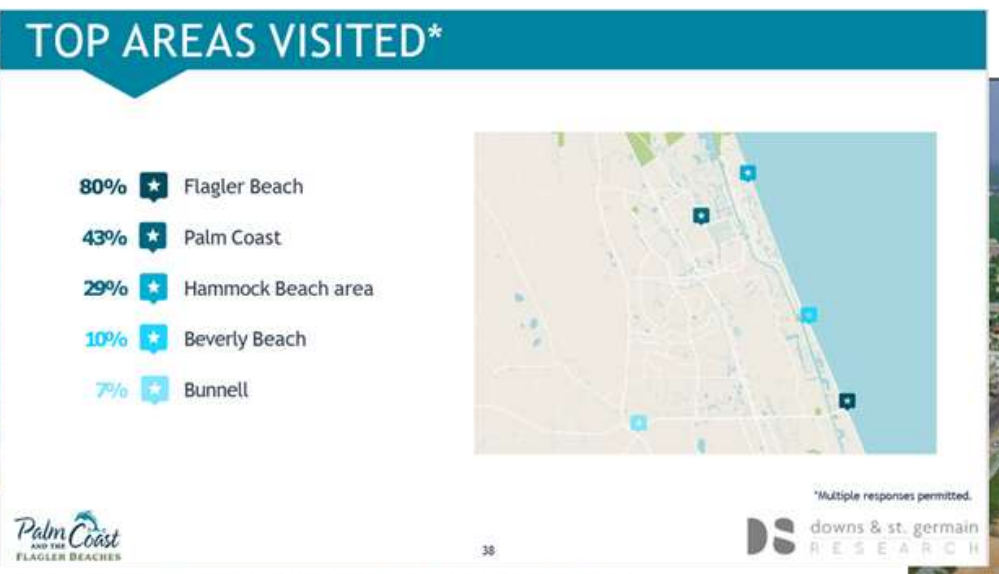 TOP AREAS VISITED*
80% Flagler Beach
43% Palm Coast
29% Hammock Beach area
10% Beverly Beach
7% Bunnell
*Multiple responses permitted.
Palm Coast
AND THE
FLAGLER BEACHES
38
DS
downs & st. germain
RESEARCH